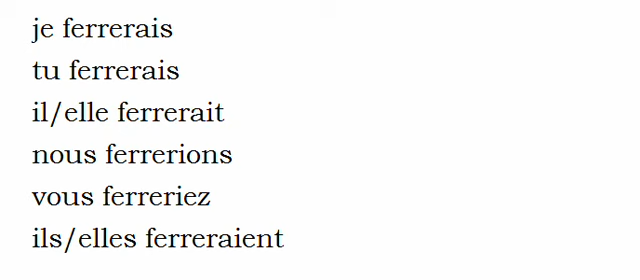 je ferrerais
tu ferrerais
il/elle ferrerait
nous ferrerions
vous ferreriez
ils/elles ferreraient